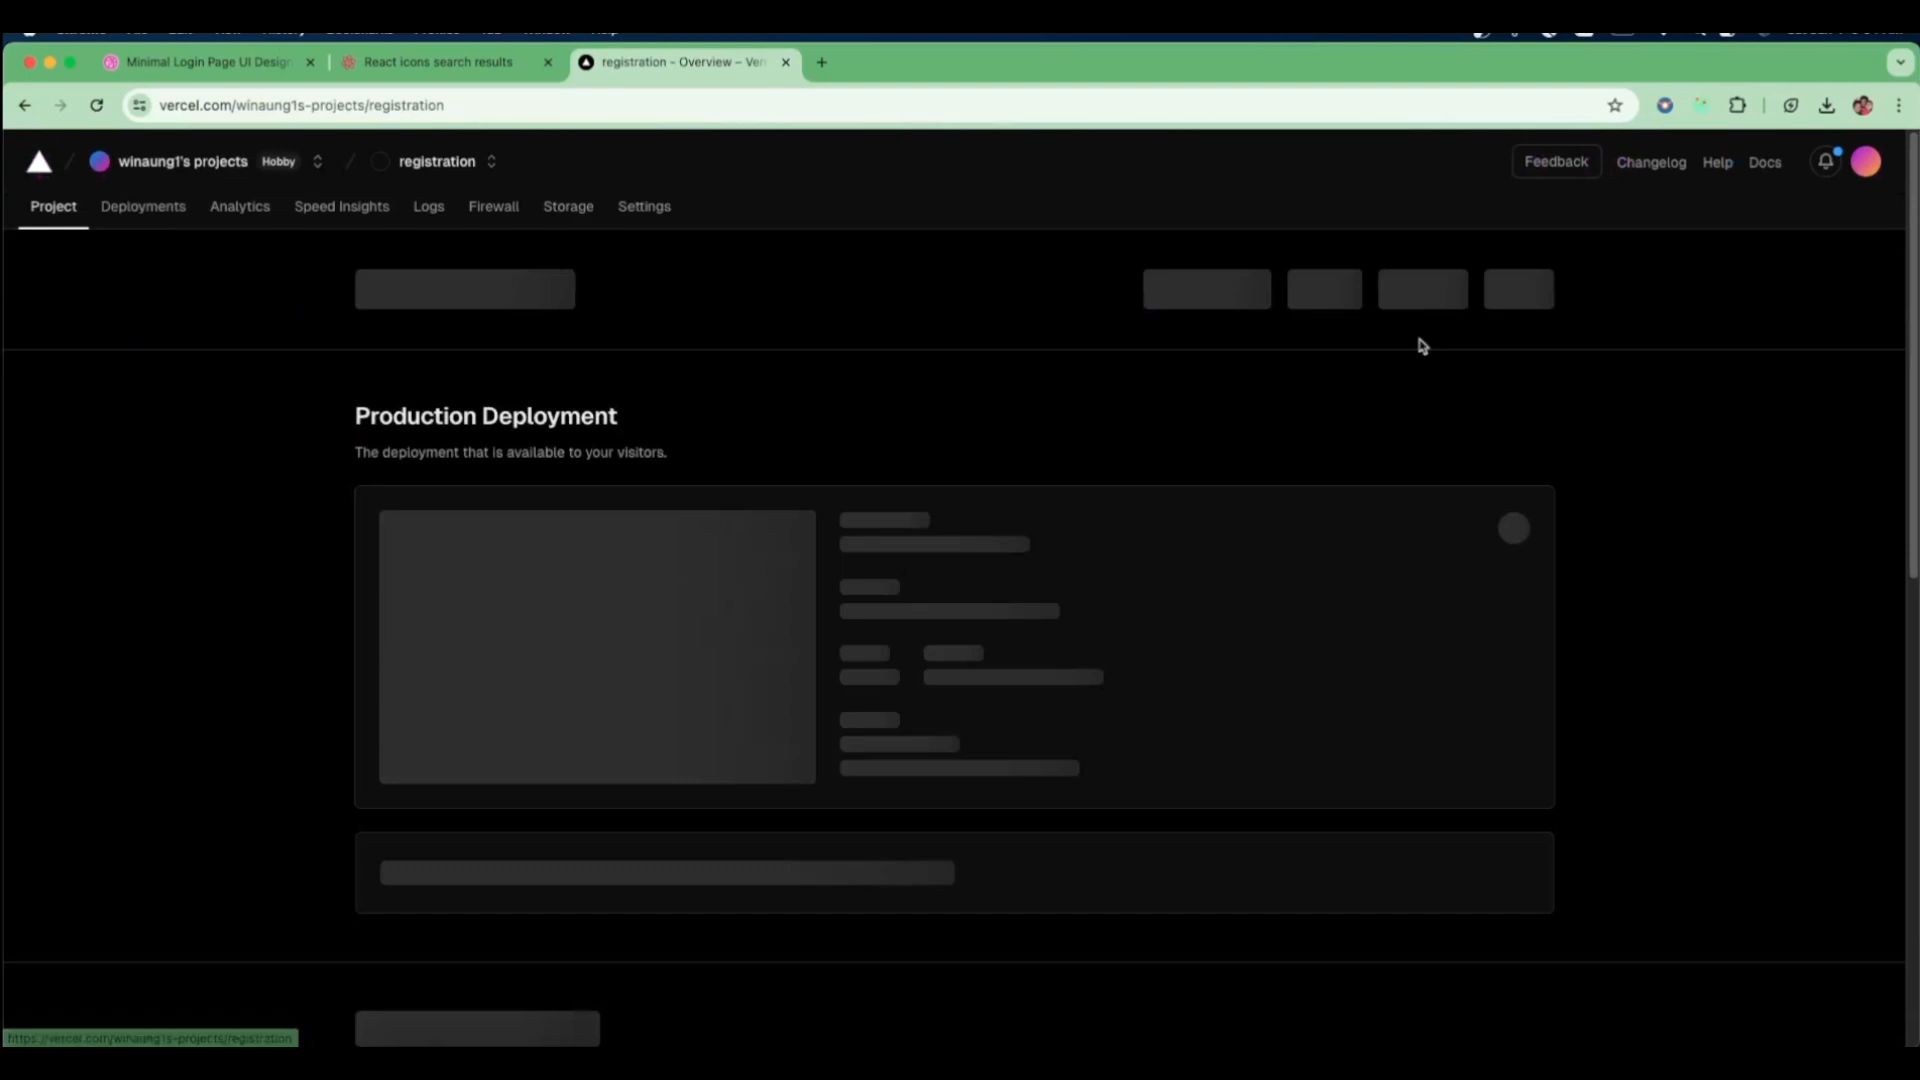 Minimal Login Page UI Design
React icons search results
registration – Overview – Ver
vercel.com/winaung1s-projects/registration
winaung1's projects Hobby
registration
Feedback Changelog Help Docs
Project Deployments Analytics Speed Insights Logs Firewall Storage Settings
Production Deployment
The deployment that is available to your visitors.
https://vercel.com/winaung1s-projects/registration